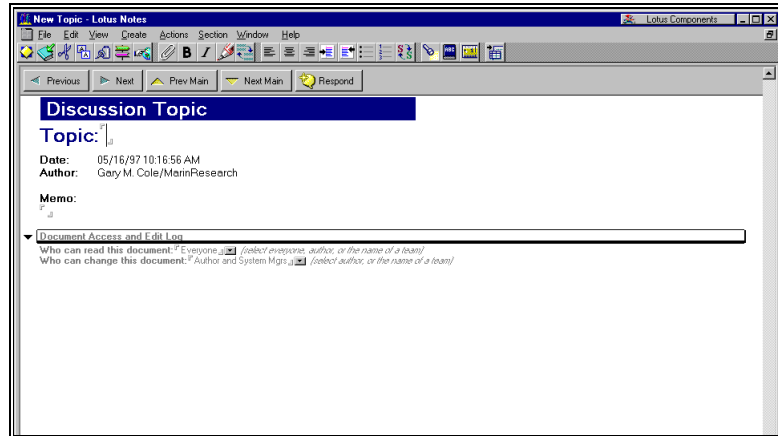 New Topic - Lotus Notes
Lotus Components
File Edit View Create Actions Section Window Help
B I
Previous Next Prev Main Next Main Respond
Discussion Topic
Topic:
Date: 05/16/97 10:16:56 AM
Author: Gary M. Cole/MarinResearch
Memo:
Document Access and Edit Log
Who can read this document: Everyone (select everyone, author, or the name of a team)
Who can change this document: Author and System Mgrs (select author, or the name of a team)